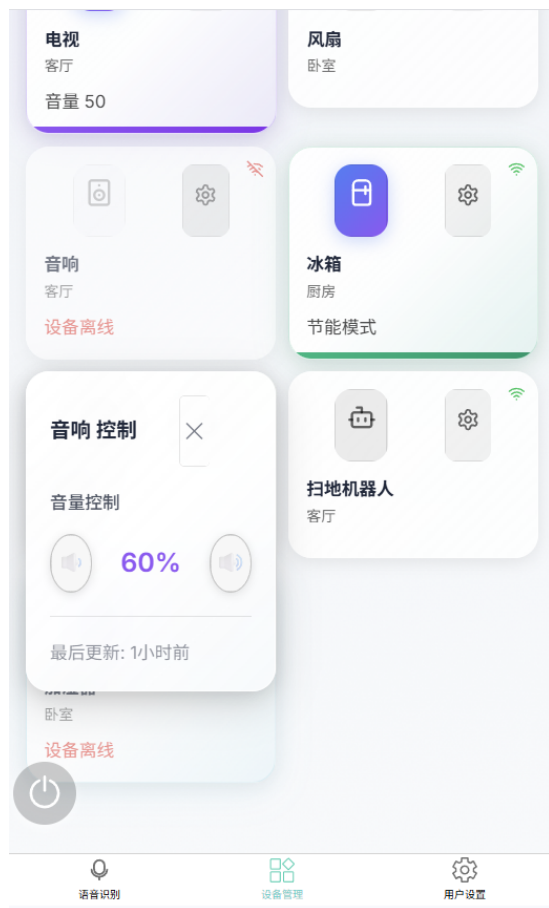 电视
客厅
音量 50
风扇
卧室
音响
客厅
设备离线
冰箱
厨房
节能模式
音响 控制
音量控制
60%
最后更新: 1小时前
扫地机器人
客厅
卧室
设备离线
语音识别
设备管理
用户设置